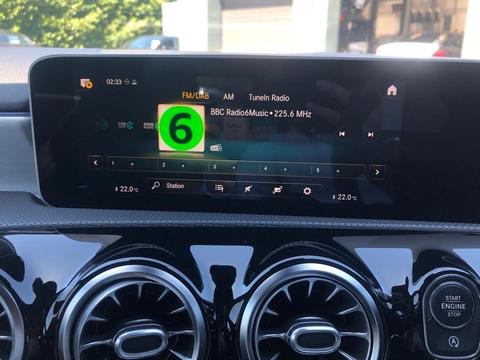 02:33
FM/DAB AM TuneIn Radio
BBC Radio6Music • 225.6 MHz
6
1 + 2 + 3 + 4 + 5 +
Station
22.0°C
22.0°C
START
ENGINE
STOP
A